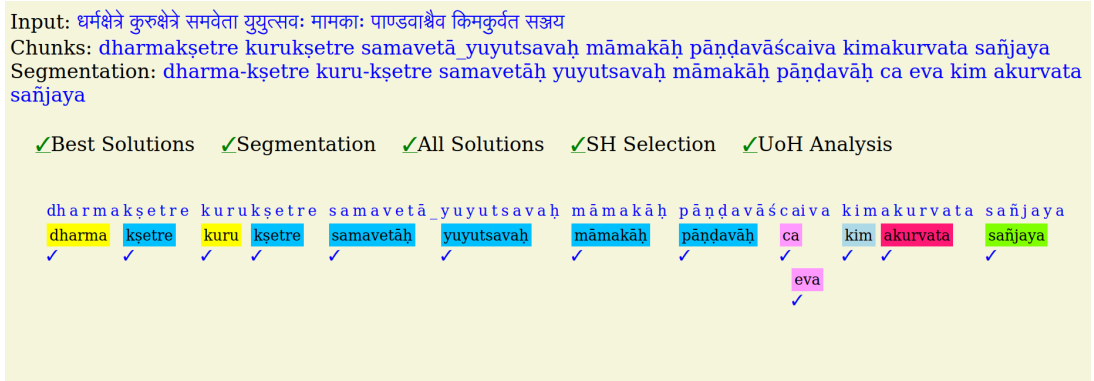 Input: धर्मक्षेत्रे कुरुक्षेत्रे समवेता युयुत्सवः मामकाः पाण्डवाश्चैव किमकुर्वत सञ्जय
Chunks: dharmakṣetre kurukṣetre samavetā_yuyutsavaḥ māmakāḥ pāṇḍavāścaiva kimakurvata sañjaya
Segmentation: dharma-kṣetre kuru-kṣetre samavetāḥ yuyutsavaḥ māmakāḥ pāṇḍavāḥ ca eva kim akurvata
sañjaya
✓Best Solutions ✓Segmentation ✓All Solutions ✓SH Selection ✓UoH Analysis
dharmakṣetre kurukṣetre samavetā_yuyutsavaḥ māmakāḥ pāṇḍavāścaiva kimakurvata sañjaya
dharma kṣetre kuru kṣetre samavetāḥ yuyutsavaḥ māmakāḥ pāṇḍavāḥ ca kim akurvata sañjaya
✓ ✓ ✓ ✓ ✓ ✓ ✓ ✓ ✓ ✓ ✓ ✓
eva
✓